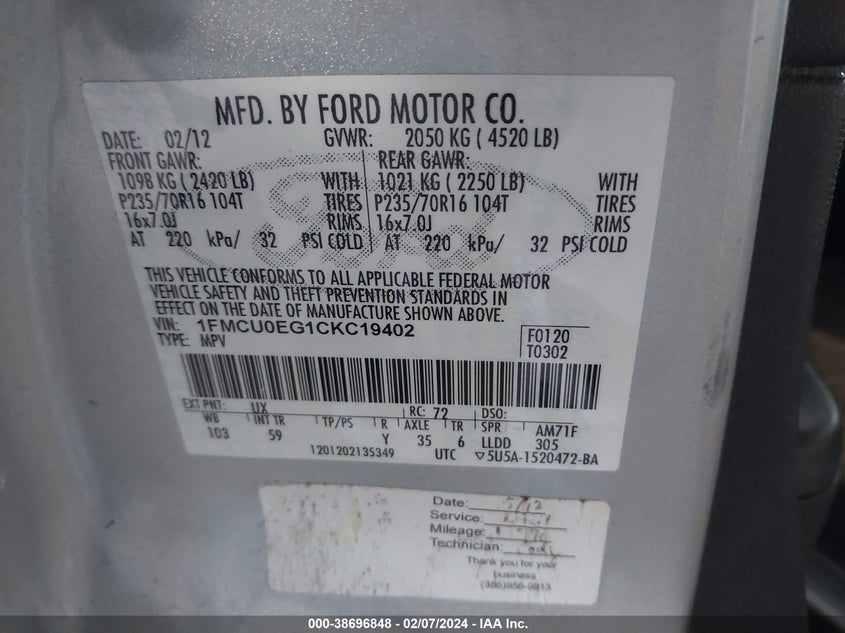 MFD. BY FORD MOTOR CO.
DATE: 02/12 GVWR: 2050 KG ( 4520 LB)
FRONT GAWR: REAR GAWR:
1098 KG ( 2420 LB) WITH 1021 KG ( 2250 LB) WITH
P235/70R16 104T TIRES P235/70R16 104T TIRES
16x7.0J RIMS 16x7.0J RIMS
AT 220 kPa/ 32 PSI COLD AT 220 kPa/ 32 PSI COLD
Ford
THIS VEHICLE CONFORMS TO ALL APPLICABLE FEDERAL MOTOR
VEHICLE SAFETY AND THEFT PREVENTION STANDARDS IN
EFFECT ON THE DATE OF MANUFACTURE SHOWN ABOVE.
VIN: 1FMCU0EG1CKC19402 F0120
TYPE: MPV T0302
EXT PNT: UX RC: 72 DSO:
WB INT TR TP/PS R AXLE TR SPR AM71F
103 59 Y 35 6 LLDD 305
1201202135349 UTC ▽5U5A-1520472-BA
Date:
Service:
Mileage:
Technician:
Thank you for your
business
(386)956-9913
000-38696848 - 02/07/2024 - IAA Inc.